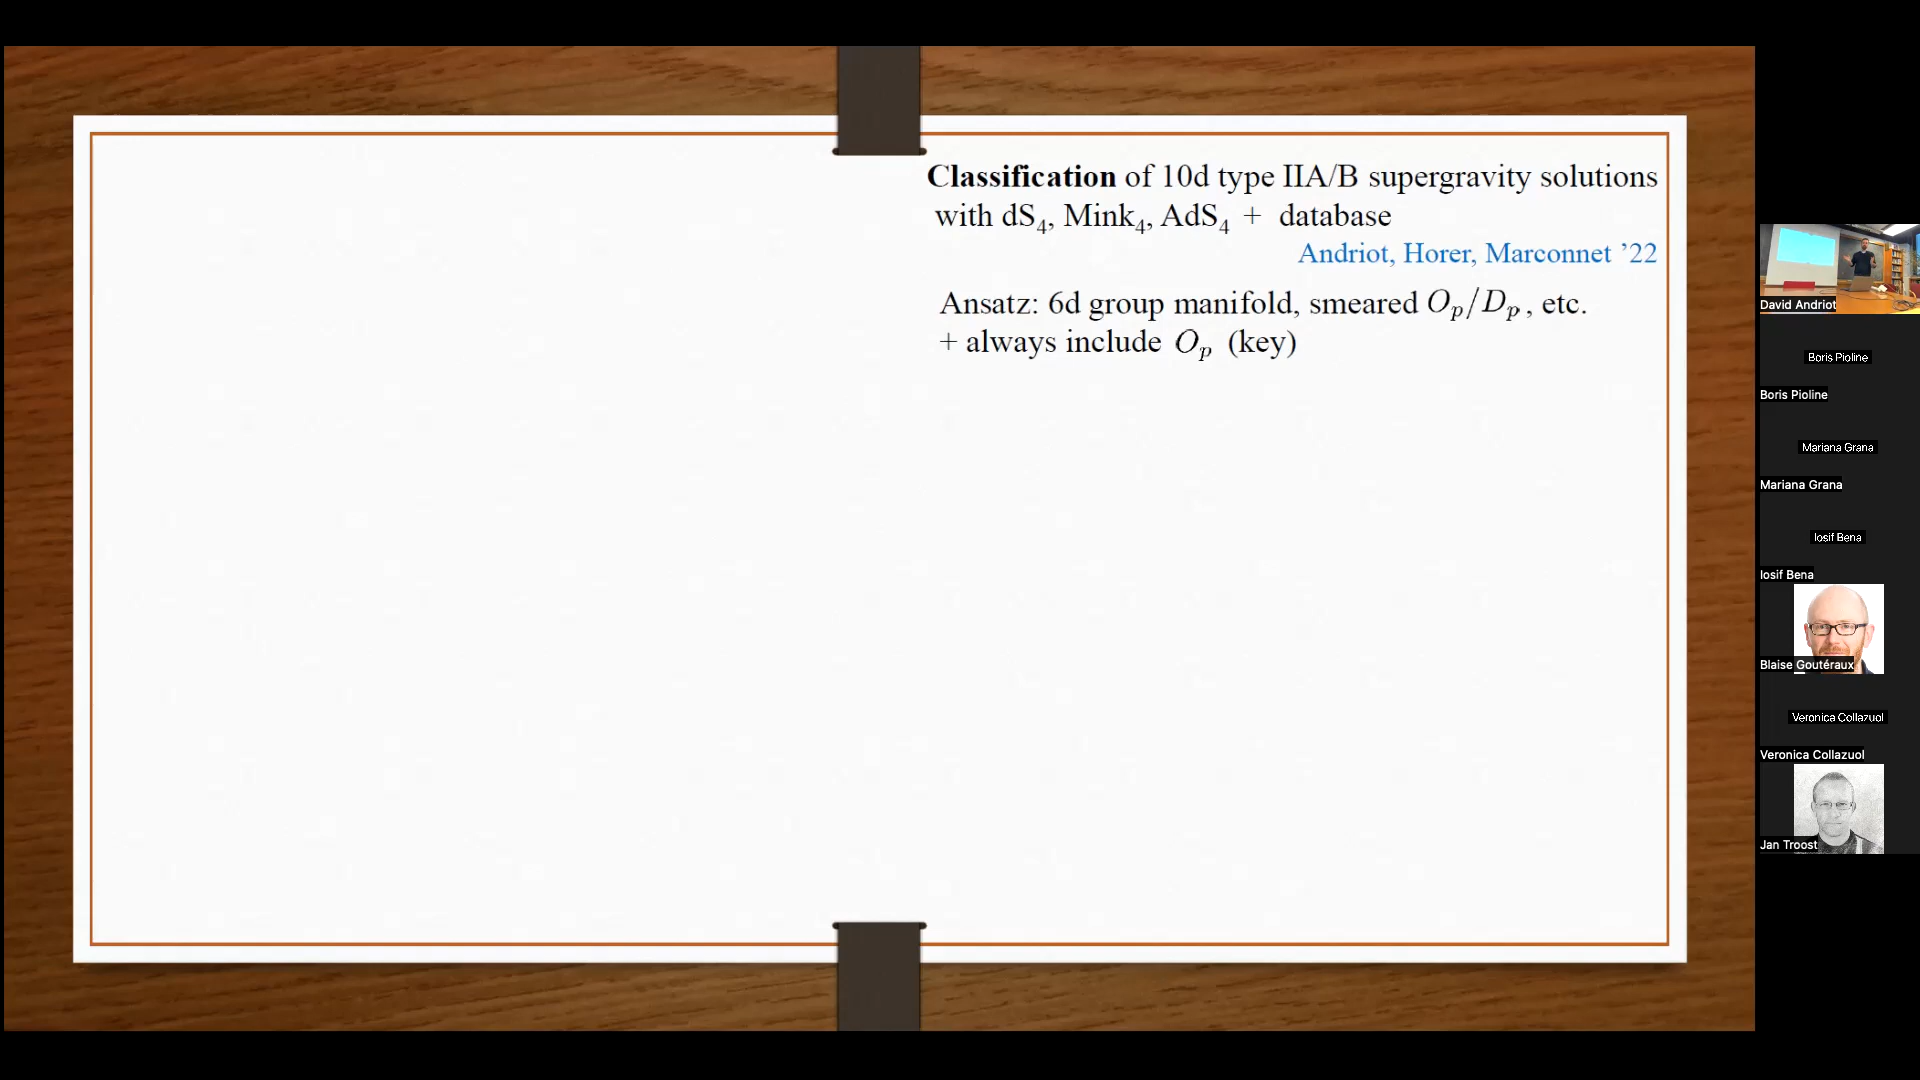 Classification of 10d type IIA/B supergravity solutions
with dS₄, Mink₄, AdS₄ + database
Andriot, Horer, Marconnet ’22
Ansatz: 6d group manifold, smeared Oₚ/Dₚ, etc.
+ always include Oₚ (key)
David Andriot
Boris Pioline
Boris Pioline
Mariana Grana
Mariana Grana
Iosif Bena
Iosif Bena
Blaise Goutéraux
Veronica Collazuol
Veronica Collazuol
Jan Troost